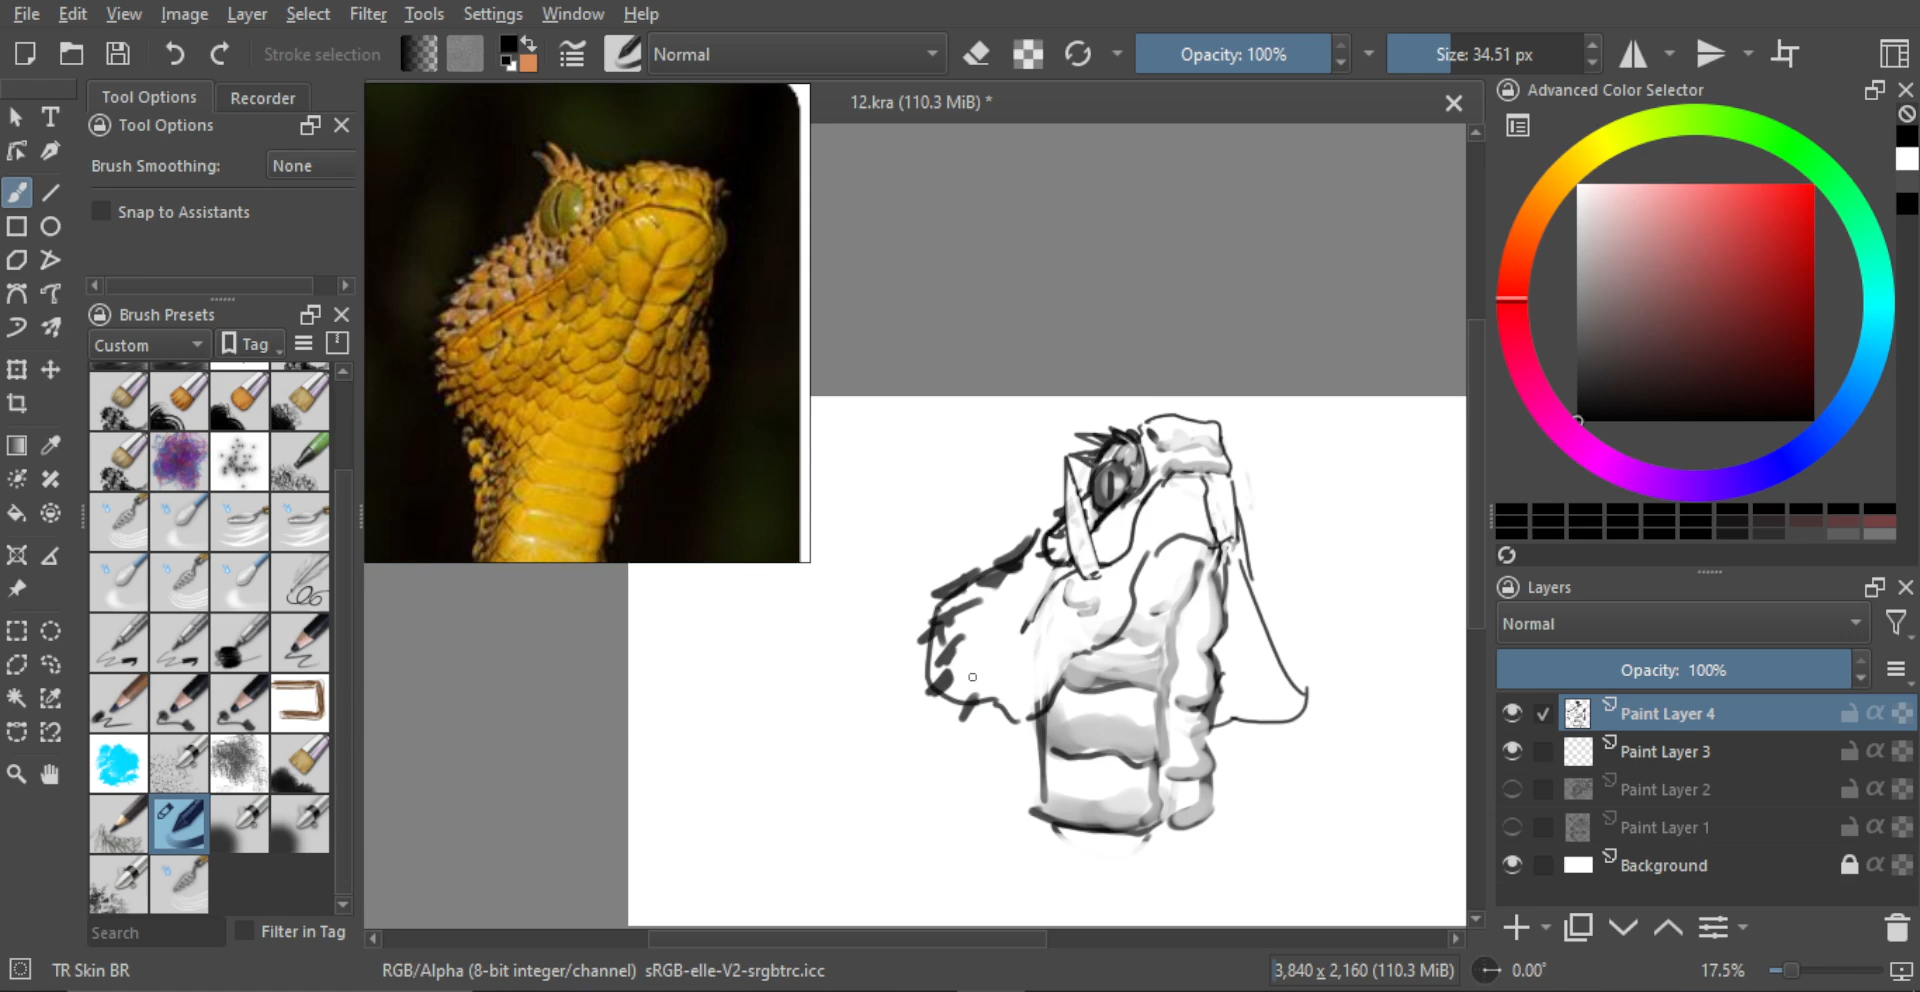 File Edit View Image Layer Select Filter Tools Settings Window Help
Stroke selection
Normal
Opacity: 100%
Size: 34.51 px
Tool Options
Recorder
Tool Options
Brush Smoothing:
None
Snap to Assistants
Brush Presets
Custom
Tag
Search
Filter in Tag
12.kra (110.3 MiB) *
Advanced Color Selector
Layers
Normal
Opacity: 100%
Paint Layer 4
Paint Layer 3
Paint Layer 2
Paint Layer 1
Background
TR Skin BR
RGB/Alpha (8-bit integer/channel) sRGB-elle-V2-srgbtrc.icc
3,840 x 2,160 (110.3 MiB)
0.00°
17.5%